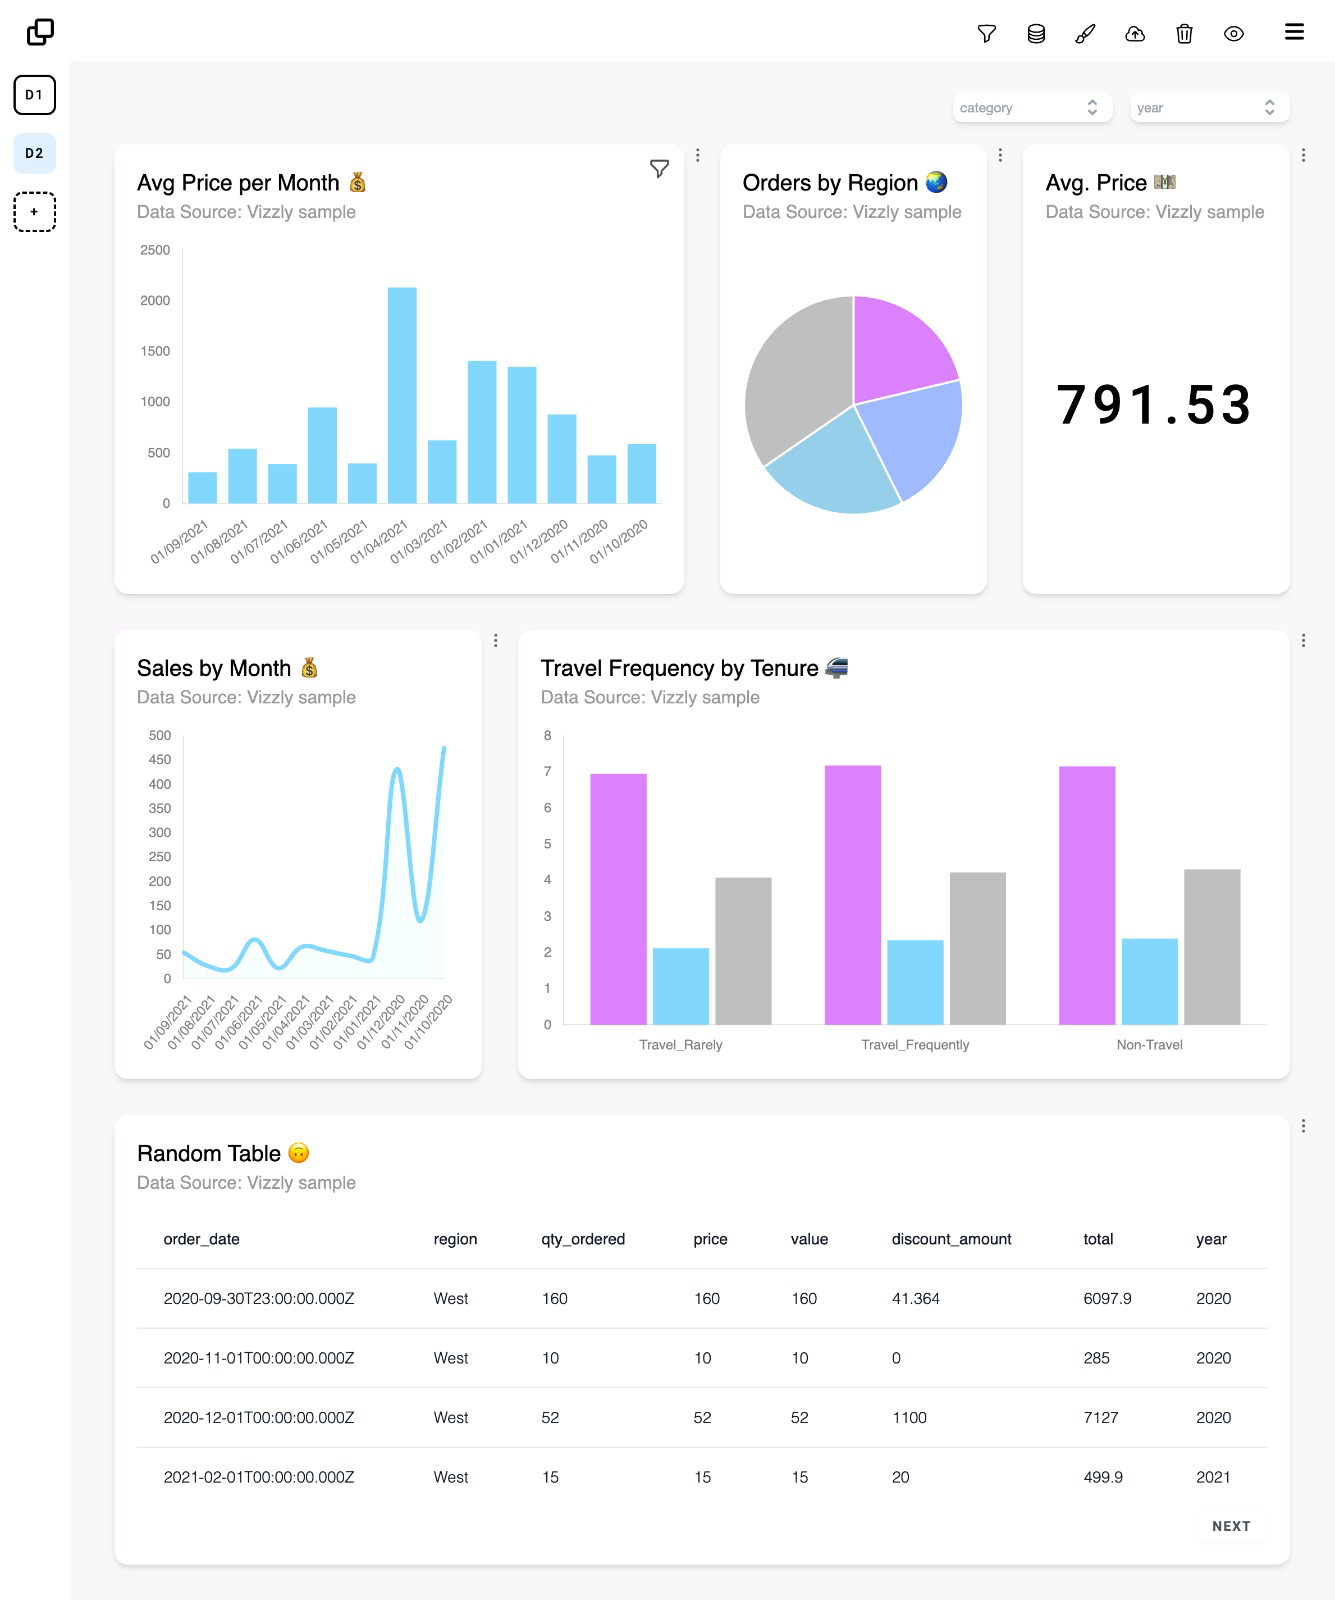 D1
D2
+
category
year
Avg Price per Month
Data Source: Vizzly sample
2500
2000
1500
1000
500
0
01/09/2021
01/08/2021
01/07/2021
01/06/2021
01/05/2021
01/04/2021
01/03/2021
01/02/2021
01/01/2021
01/12/2020
01/11/2020
01/10/2020
Orders by Region
Data Source: Vizzly sample
Avg. Price
Data Source: Vizzly sample
791.53
Sales by Month
Data Source: Vizzly sample
500
450
400
350
300
250
200
150
100
50
0
01/09/2021
01/08/2021
01/07/2021
01/06/2021
01/05/2021
01/04/2021
01/03/2021
01/02/2021
01/01/2021
01/12/2020
01/11/2020
01/10/2020
Travel Frequency by Tenure
Data Source: Vizzly sample
8
7
6
5
4
3
2
1
0
Travel_Rarely Travel_Frequently Non-Travel
Random Table
Data Source: Vizzly sample
order_date region qty_ordered price value discount_amount total year
2020-09-30T23:00:00.000Z West 160 160 160 41.364 6097.9 2020
2020-11-01T00:00:00.000Z West 10 10 10 0 285 2020
2020-12-01T00:00:00.000Z West 52 52 52 1100 7127 2020
2021-02-01T00:00:00.000Z West 15 15 15 20 499.9 2021
NEXT